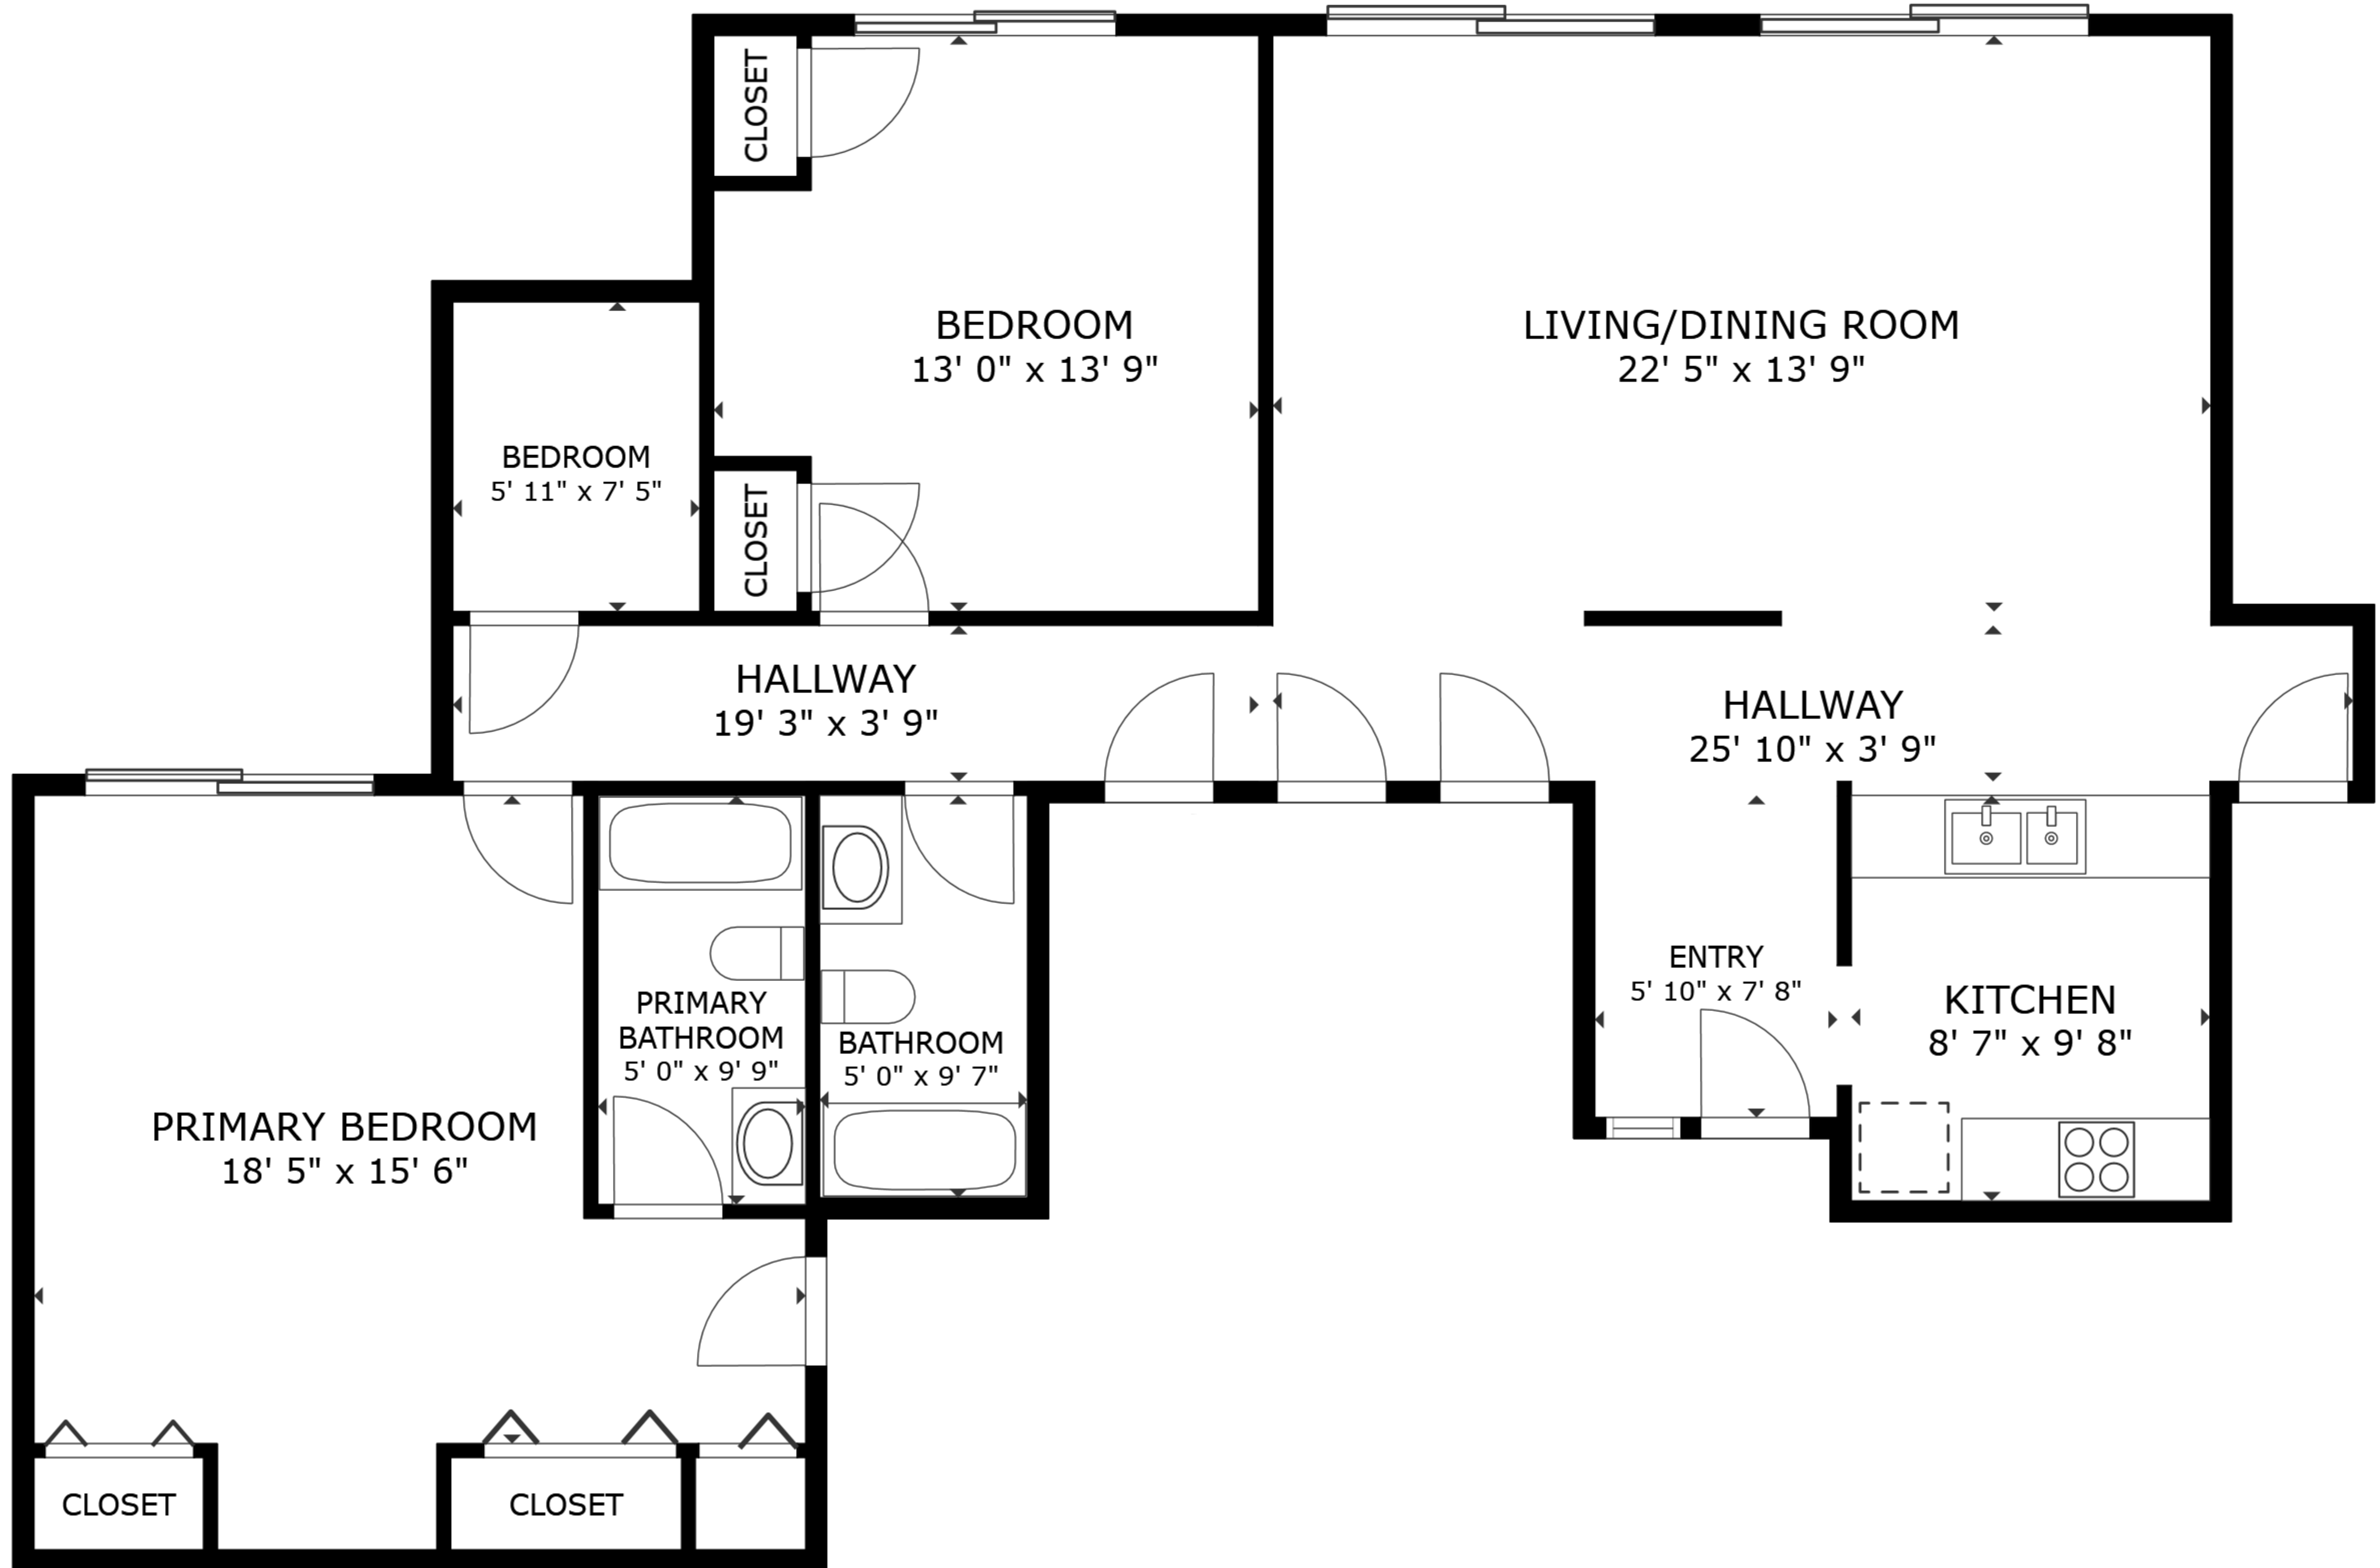 CLOSET
BEDROOM
13' 0" x 13' 9"
LIVING/DINING ROOM
22' 5" x 13' 9"
BEDROOM
5' 11" x 7' 5"
CLOSET
HALLWAY
19' 3" x 3' 9"
HALLWAY
25' 10" x 3' 9"
ENTRY
5' 10" x 7' 8"
KITCHEN
8' 7" x 9' 8"
PRIMARY
BATHROOM
5' 0" x 9' 9"
BATHROOM
5' 0" x 9' 7"
PRIMARY BEDROOM
18' 5" x 15' 6"
CLOSET
CLOSET